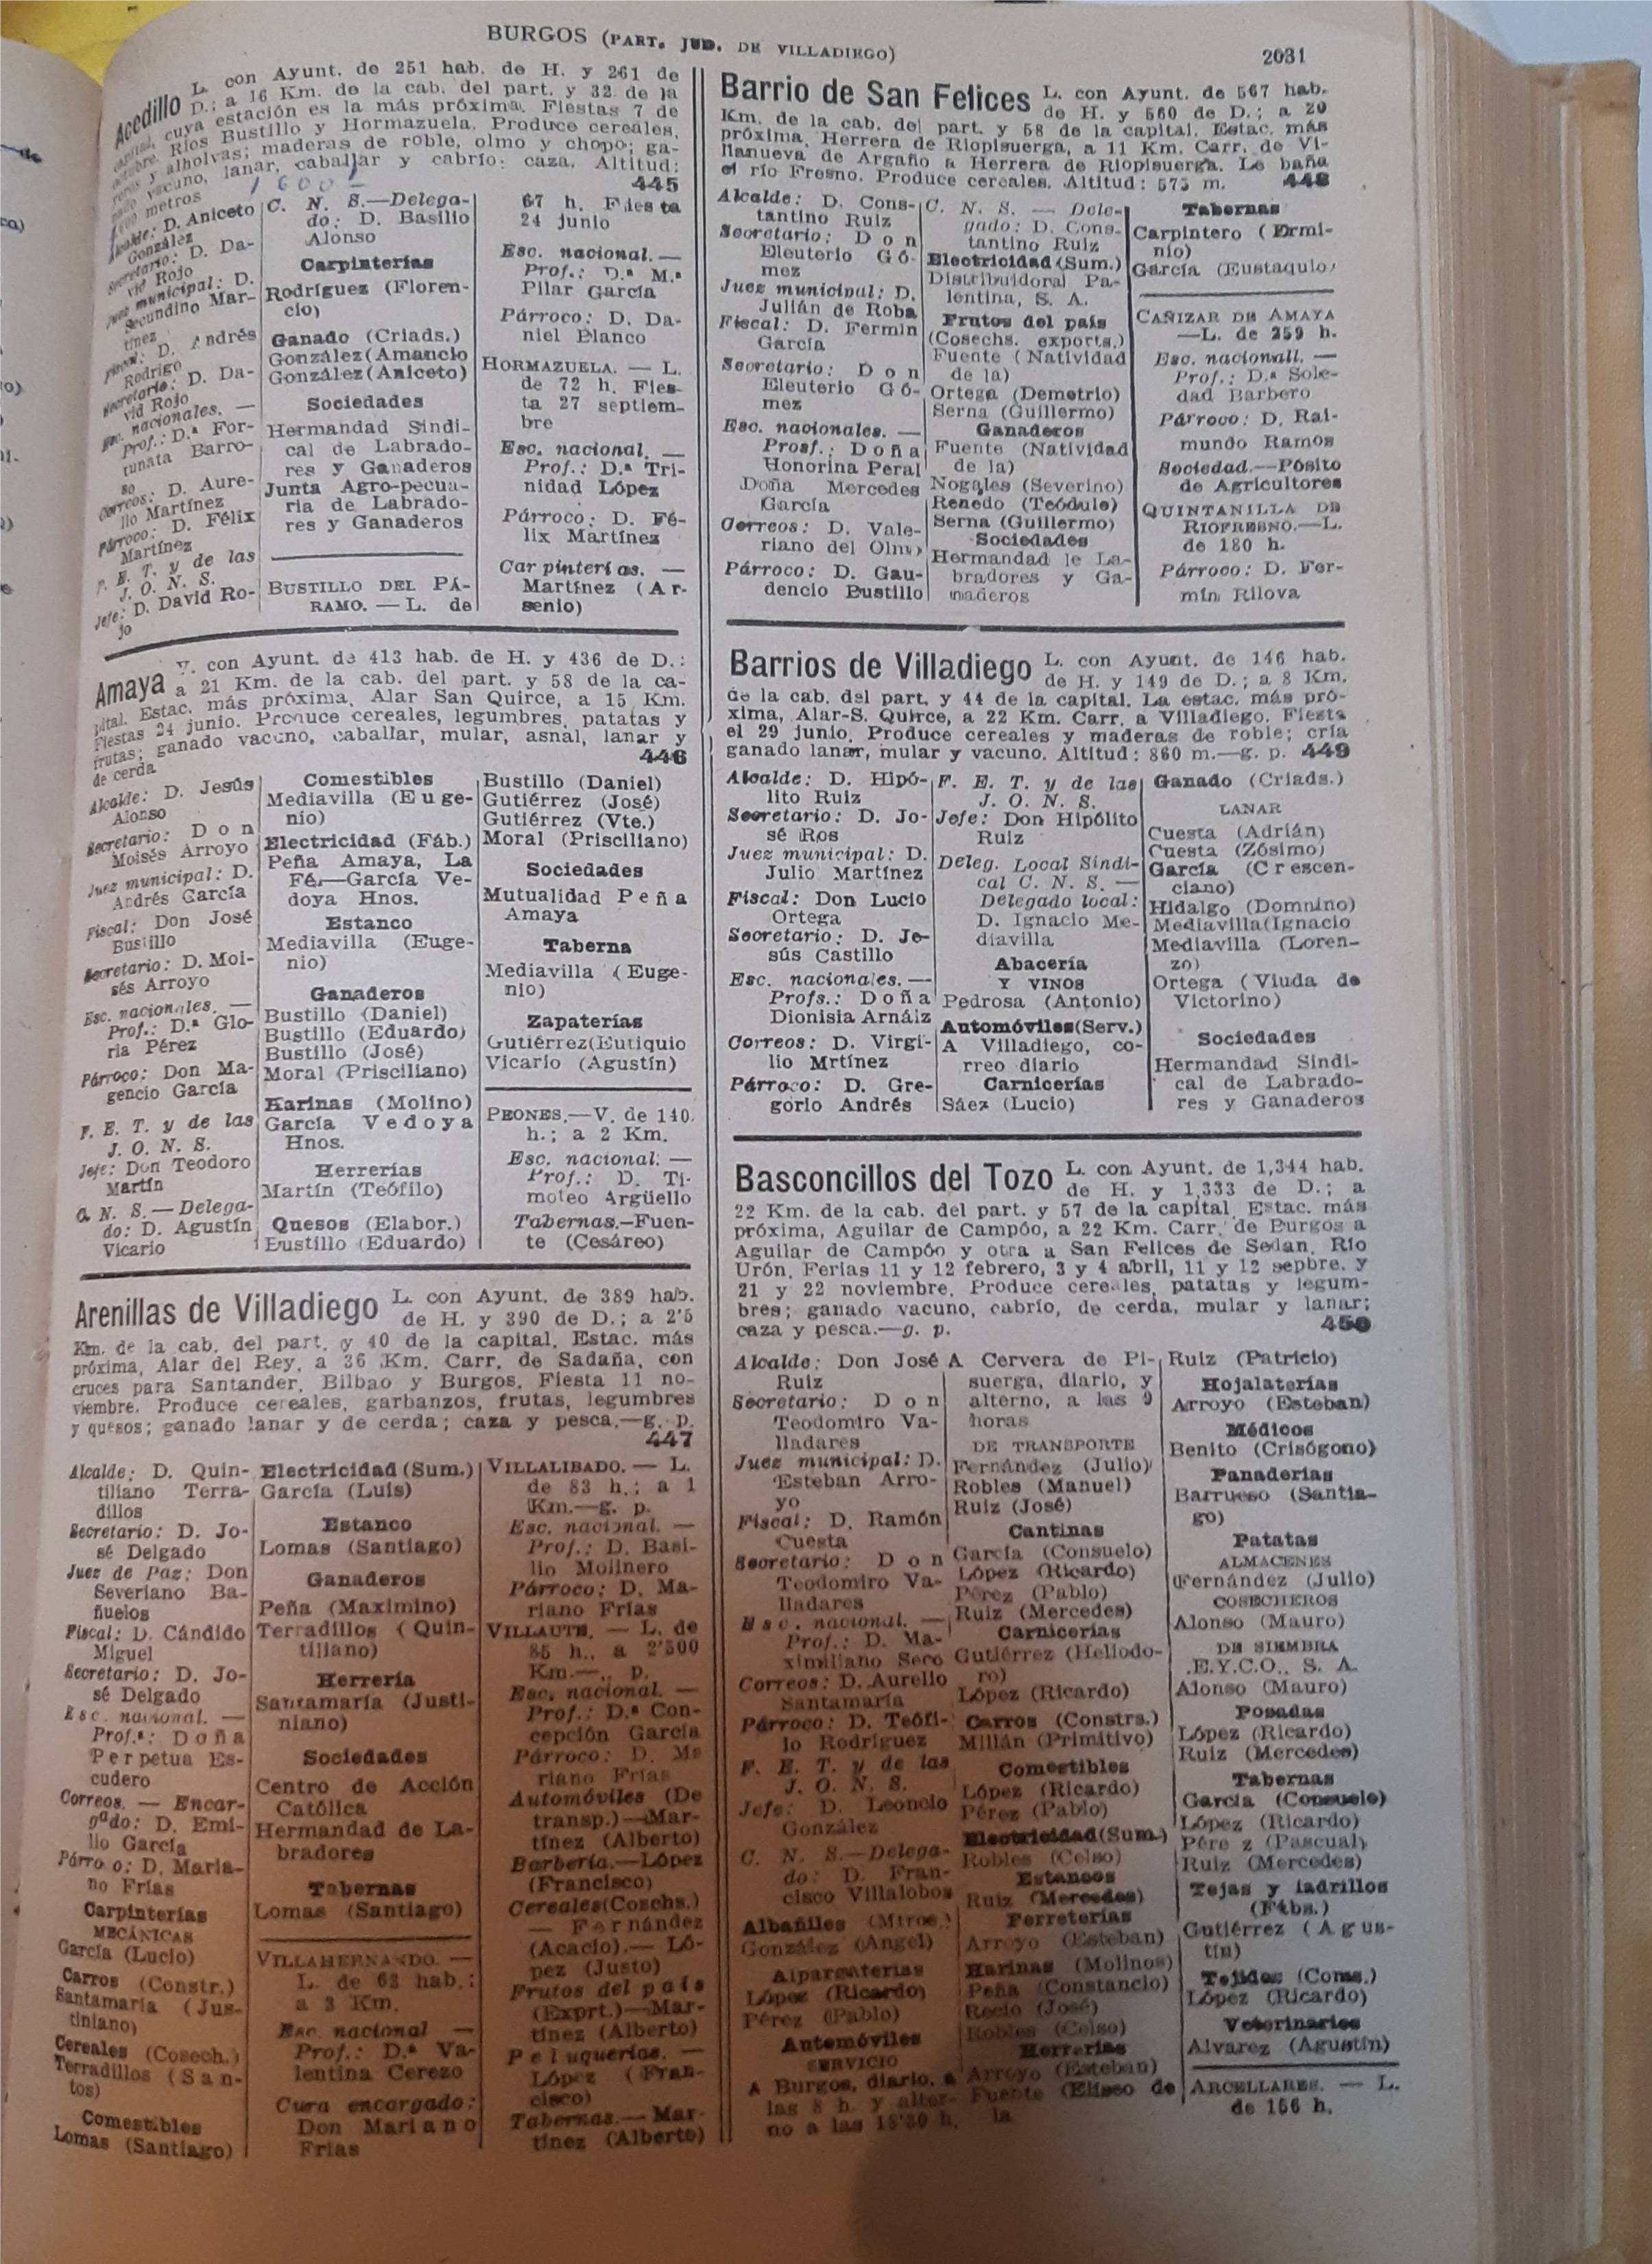 BURGOS (PART. JUD. DE VILLADIEGO)
2031
Acedillo L. con Ayunt. de 251 hab. de H. y 261 de
D.; a 16 Km. de la cab. del part. y 32 de la
capital, cuya estación es la más próxima. Fiestas 7 de
octubre. Ríos Bustillo y Hormazuela. Produce cereales,
yeros y alholvas; maderas de roble, olmo y chopo; ga-
nado vacuno, lanar, caballar y cabrío: caza. Altitud:
metros
445
Alcalde: D. Aniceto
González
Secretario: D. Da-
vid Rojo
Juez municipal: D.
Secundino Mar-
tínez
Fiscal: D. Andrés
Rodrigo
Secretario: D. Da-
vid Rojo
Esc. nacionales. —
Prof.: D.ª For-
tunata Barro-
so
Correos: D. Aure-
lio Martínez
Párroco: D. Félix
Martínez
F. E. T. y de las
J. O. N. S.
Jefe: D. David Ro-
jo
C. N. S.—Delega-
do: D. Basilio
Alonso
Carpinterías
Rodríguez (Floren-
cio)
Ganado (Criads.)
González (Amancio
González (Aniceto)
Sociedades
Hermandad Sindi-
cal de Labrado-
res y Ganaderos
Junta Agro-pecua-
ria de Labrado-
res y Ganaderos
BUSTILLO DEL PÁ-
RAMO. — L. de
67 h. Fiesta
24 junio
Esc. nacional. —
Prof.: D.ª M.ª
Pilar García
Párroco: D. Da-
niel Blanco
HORMAZUELA. — L.
de 72 h. Fies-
ta 27 septiem-
bre
Esc. nacional. —
Prof.: D.ª Tri-
nidad López
Párroco: D. Fé-
lix Martínez
Carpinterías. —
Martínez (Ar-
senio)
Amaya V. con Ayunt. de 413 hab. de H. y 436 de D.:
a 21 Km. de la cab. del part. y 58 de la ca-
pital. Estac. más próxima, Alar San Quirce, a 15 Km.
Fiestas 24 junio. Produce cereales, legumbres, patatas y
frutas; ganado vacuno, caballar, mular, asnal, lanar y
de cerda
446
Alcalde: D. Jesús
Alonso
Secretario: Don
Moisés Arroyo
Juez municipal: D.
Andrés García
Fiscal: Don José
Bustillo
Secretario: D. Moi-
sés Arroyo
Esc. nacionales. —
Prof.: D.ª Glo-
ria Pérez
Párroco: Don Ma-
gencio García
F. E. T. y de las
J. O. N. S.
Jefe: Don Teodoro
Martín
C. N. S.—Delega-
do: D. Agustín
Vicario
Comestibles
Mediavilla (Euge-
nio)
Electricidad (Fáb.)
Peña Amaya, La
Fé.—García Ve-
doya Hnos.
Estanco
Mediavilla (Euge-
nio)
Ganaderos
Bustillo (Daniel)
Bustillo (Eduardo)
Bustillo (José)
Moral (Prisciliano)
Harinas (Molino)
García Vedoya
Hnos.
Herrerías
Martín (Teófilo)
Quesos (Elabor.)
Bustillo (Eduardo)
Bustillo (Daniel)
Gutiérrez (José)
Gutiérrez (Vte.)
Moral (Prisciliano)
Sociedades
Mutualidad Peña
Amaya
Taberna
Mediavilla (Euge-
nio)
Zapaterías
Gutiérrez(Eutiquio
Vicario (Agustín)
PEONES.—V. de 140
h.; a 2 Km.
Esc. nacional. —
Prof.: D. Ti-
moteo Argüello
Tabernas.—Fuen-
te (Cesáreo)
Arenillas de Villadiego L. con Ayunt. de 389 hab.
de H. y 390 de D.; a 2'5
Km. de la cab. del part. y 40 de la capital. Estac. más
próxima, Alar del Rey, a 36 Km. Carr. de Sadaña, con
cruces para Santander, Bilbao y Burgos. Fiesta 11 no-
viembre. Produce cereales, garbanzos, frutas, legumbres
y quesos; ganado lanar y de cerda; caza y pesca.—g. p.
447
Alcalde: D. Quin-
tiliano Terra-
dillos
Secretario: D. Jo-
sé Delgado
Juez de Paz: Don
Severiano Ba-
ñuelos
Fiscal: D. Cándido
Miguel
Secretario: D. Jo-
sé Delgado
Esc. nacional. —
Prof.ª: Doña
Perpetua Es-
cudero
Correos. — Encar-
gªdo: D. Emi-
lio García
Párroco: D. Maria-
no Frías
Carpinterías
MECÁNICAS
García (Lucio)
Carros (Constr.)
Santamaría (Jus-
tiniano)
Cereales (Cosech.)
Terradillos (San-
tos)
Comestibles
Lomas (Santiago)
Electricidad (Sum.)
García (Luis)
Estanco
Lomas (Santiago)
Ganaderos
Peña (Maximino)
Terradillos (Quin-
tiliano)
Herrería
Santamaría (Justi-
niano)
Sociedades
Centro de Acción
Católica
Hermandad de La-
bradores
Tabernas
Lomas (Santiago)
VILLAHERNANDO. —
L. de 63 hab.:
a 3 Km.
Esc. nacional —
Prof.: D.ª Va-
lentina Cerezo
Cura encargado:
Don Mariano
Frías
VILLALIBADO. — L.
de 83 h.; a 1
Km.—g. p.
Esc. nacional. —
Prof.: D. Basi-
lio Molinero
Párroco: D. Ma-
riano Frías
VILLAUTE. — L. de
85 h., a 2'500
Km.—. p.
Esc. nacional. —
Prof.: D.ª Con-
cepción García
Párroco: D. Ma
riano Frías
Automóviles (De
transp.)—Mar-
tínez (Alberto)
Barbería.—López
(Francisco)
Cereales(Coschs.)
— Fernández
(Acacio).— Ló-
pez (Justo)
Frutos del país
(Exprt.)—Mar-
tínez (Alberto)
Peluquerías. —
López (Fran-
cisco)
Tabernas.— Mar-
tínez (Alberto)
Barrio de San Felices L. con Ayunt. de 567 hab.
de H. y 560 de D.; a 20
Km. de la cab. del part. y 58 de la capital. Estac. más
próxima, Herrera de Riopisuerga, a 11 Km. Carr. de Vi-
llanueva de Argaño a Herrera de Riopisuerga. Le baña
el río Fresno. Produce cereales. Altitud: 575 m.
448
Alcalde: D. Cons-
tantino Ruiz
Secretario: Don
Eleuterio Gó-
mez
Juez municipal: D.
Julián de Roba
Fiscal: D. Fermín
García
Secretario: Don
Eleuterio Gó-
mez
Esc. nacionales. —
Prosf.: Doña
Honorina Peral
Doña Mercedes
García
Correos: D. Vale-
riano del Olmo
Párroco: D. Gau-
dencio Bustillo
C. N. S. — Dele-
gado: D. Cons-
tantino Ruiz
Electricidad (Sum.)
Distribuidoral Pa-
lentina, S. A.
Frutos del país
(Cosechs. exports.)
Fuente (Natividad
de la)
Ortega (Demetrio)
Serna (Guillermo)
Ganaderos
Fuente (Natividad
de la)
Nogales (Severino)
Renedo (Teódulo)
Serna (Guillermo)
Sociedades
Hermandad de La-
bradores y Ga-
naderos
Tabernas
Carpintero (Ermi-
nio)
García (Eustaquio)
CAÑIZAR DE AMAYA
—L. de 259 h.
Esc. nacionall. —
Prof.: D.ª Sole-
dad Barbero
Párroco: D. Rai-
mundo Ramos
Sociedad.—Pósito
de Agricultores
QUINTANILLA DE
RIOFRESNO.—L.
de 180 h.
Párroco: D. Fer-
mín Rilova
Barrios de Villadiego L. con Ayunt. de 146 hab.
de H. y 149 de D.; a 8 Km.
de la cab. del part. y 44 de la capital. La estac. más pró-
xima, Alar-S. Quirce, a 22 Km. Carr. a Villadiego. Fiesta
el 29 junio. Produce cereales y maderas de roble; cría
ganado lanar, mular y vacuno. Altitud: 860 m.—g. p. 449
Alcalde: D. Hipó-
lito Ruiz
Secretario: D. Jo-
sé Ros
Juez municipal: D.
Julio Martínez
Fiscal: Don Lucio
Ortega
Secretario: D. Je-
sús Castillo
Esc. nacionales. —
Profs.: Doña
Dionisia Arnáiz
Correos: D. Virgi-
lio Mrtínez
Párroco: D. Gre-
gorio Andrés
F. E. T. y de las
J. O. N. S.
Jefe: Don Hipólito
Ruiz
Deleg. Local Sindi-
cal C. N. S. —
Delegado local:
D. Ignacio Me-
diavilla
Abacería
Y VINOS
Pedrosa (Antonio)
Automóviles(Serv.)
A Villadiego, co-
rreo diario
Carnicerías
Sáez (Lucio)
Ganado (Criads.)
LANAR
Cuesta (Adrián)
Cuesta (Zósimo)
García (Crescen-
ciano)
Hidalgo (Domnino)
Mediavilla(Ignacio
Mediavilla (Loren-
zo)
Ortega (Viuda de
Victorino)
Sociedades
Hermandad Sindi-
cal de Labrado-
res y Ganaderos
Basconcillos del Tozo L. con Ayunt. de 1,344 hab.
de H. y 1,333 de D.; a
22 Km. de la cab. del part. y 57 de la capital. Estac. más
próxima, Aguilar de Campóo, a 22 Km. Carr. de Burgos a
Aguilar de Campóo y otra a San Felices de Sedan. Río
Urón. Ferias 11 y 12 febrero, 3 y 4 abril, 11 y 12 sepbre. y
21 y 22 noviembre. Produce cereales, patatas y legum-
bres; ganado vacuno, cabrío, de cerda, mular y lanar;
caza y pesca.—g. p.
450
Alcalde: Don José
Ruiz
Secretario: Don
Teodomiro Va-
lladares
Juez municipal: D.
Esteban Arro-
yo
Fiscal: D. Ramón
Cuesta
Secretario: Don
Teodomiro Va-
lladares
Esc. nacional. —
Prof.: D. Ma-
ximiliano Seco
Correos: D. Aurelio
Santamaría
Párroco: D. Teófi-
lo Rodríguez
F. E. T. y de las
J. O. N. S.
Jefe: D. Leoncio
González
C. N. S.—Delega-
do: D. Fran-
cisco Villalobos
Albañiles (Mtros.)
González (Angel)
Alpargaterías
López (Ricardo)
Pérez (Pablo)
Automóviles
SERVICIO
A Burgos, diario, a
las 8 h. y alter-
no a las 18'30 h.
A Cervera de Pi-
suerga, diario, y
alterno, a las 9
horas
DE TRANSPORTE
Fernández (Julio)
Robles (Manuel)
Ruiz (José)
Cantinas
García (Consuelo)
López (Ricardo)
Pérez (Pablo)
Ruiz (Mercedes)
Carnicerías
Gutiérrez (Heliodo-
ro)
López (Ricardo)
Carros (Constrs.)
Millán (Primitivo)
Comestibles
López (Ricardo)
Pérez (Pablo)
Electricidad (Sum.)
Robles (Celso)
Estancos
Ruiz (Mercedes)
Ferreterías
Arroyo (Esteban)
Harinas (Molinos)
Peña (Constancio)
Recio (José)
Robles (Celso)
Herrerías
Arroyo (Esteban)
Fuente (Eliseo de
la
Ruiz (Patricio)
Hojalaterías
Arroyo (Esteban)
Médicos
Benito (Crisógono)
Panaderías
Barrueso (Santia-
go)
Patatas
ALMACENES
Fernández (Julio)
COSECHEROS
Alonso (Mauro)
DE SIEMBRA
.E.Y.C.O., S. A.
Alonso (Mauro)
Posadas
López (Ricardo)
Ruiz (Mercedes)
Tabernas
García (Consuelo)
López (Ricardo)
Pérez (Pascual)
Ruiz (Mercedes)
Tejas y ladrillos
(Fábs.)
Gutiérrez (Agus-
tín)
Tejidos (Coms.)
López (Ricardo)
Veterinarios
Alvarez (Agustín)
ARCELLARES. — L.
de 156 h.